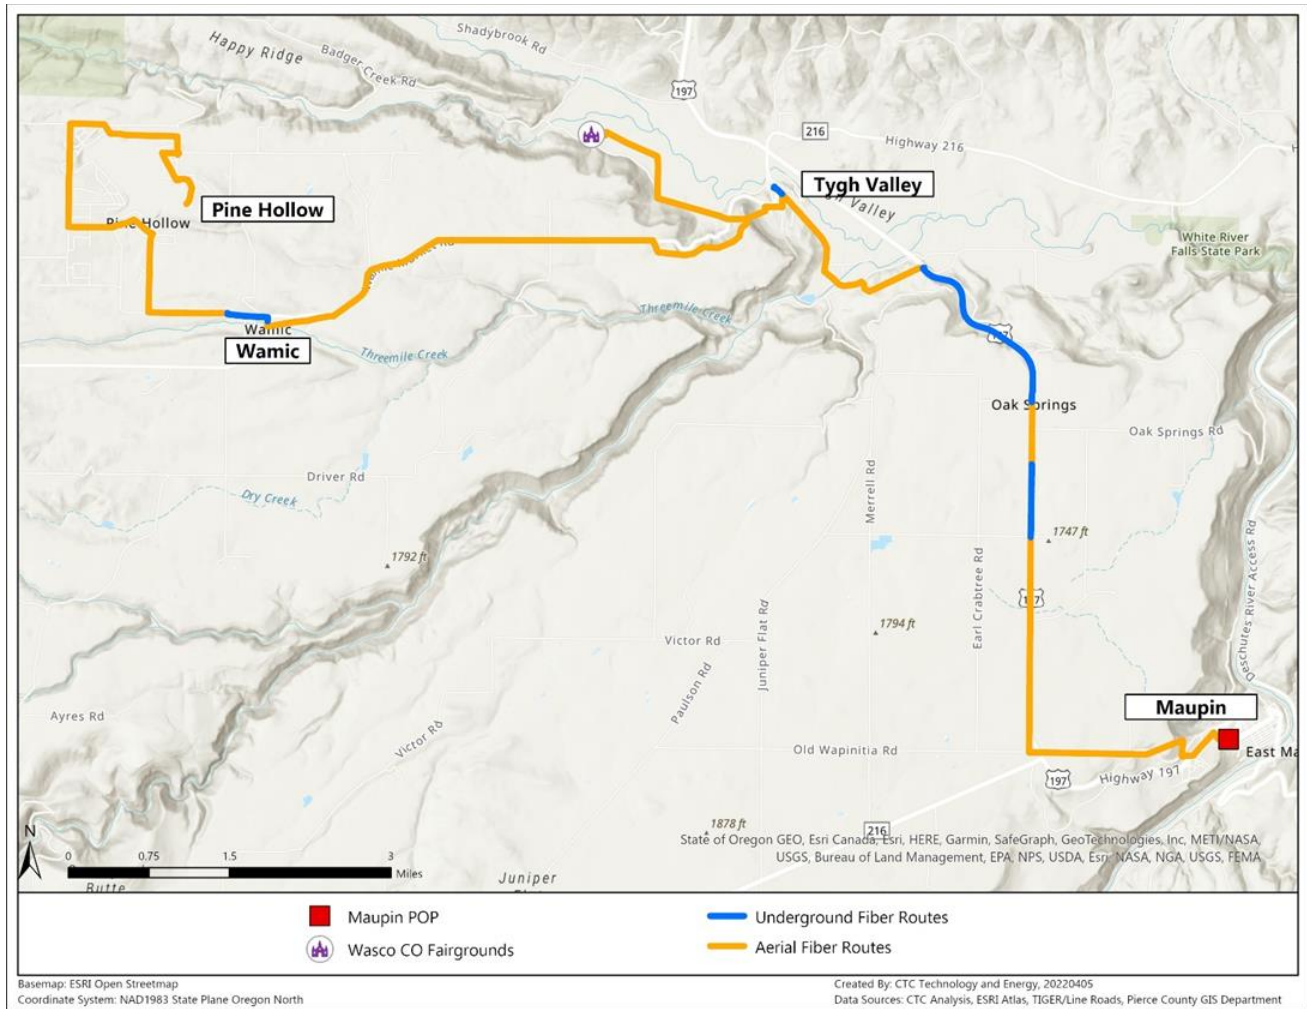 Shadybrook Rd
Happy Ridge
Badger Creek Rd
197
216
Highway 216
Tygh Valley
Valley
Pine Hollow
Pine Hollow
White River
Falls State Park
Threemile Creek
Wamic
Wamic
Threemile Creek
Oak Springs
Oak Springs Rd
Driver Rd
Dry Creek
Merrell Rd
1747 ft
1792 ft
Earl Crabtree Rd
Deschutes River Access Rd
197
1794 ft
Victor Rd
Juniper Flat Rd
Paulson Rd
Maupin
Ayres Rd
Victor Rd
Old Wapinitia Rd
East Ma
Highway 197
197
1878 ft
216
State of Oregon GEO, Esri Canada, Esri, HERE, Garmin, SafeGraph, GeoTechnologies, Inc, METI/NASA,
USGS, Bureau of Land Management, EPA, NPS, USDA, Esri, NASA, NGA, USGS, FEMA
N
0 0.75 1.5 3
Miles
Butte
Juniper
Maupin POP
Underground Fiber Routes
Wasco CO Fairgrounds
Aerial Fiber Routes
Basemap: ESRI Open Streetmap
Coordinate System: NAD1983 State Plane Oregon North
Created By: CTC Technology and Energy, 20220405
Data Sources: CTC Analysis, ESRI Atlas, TIGER/Line Roads, Pierce County GIS Department